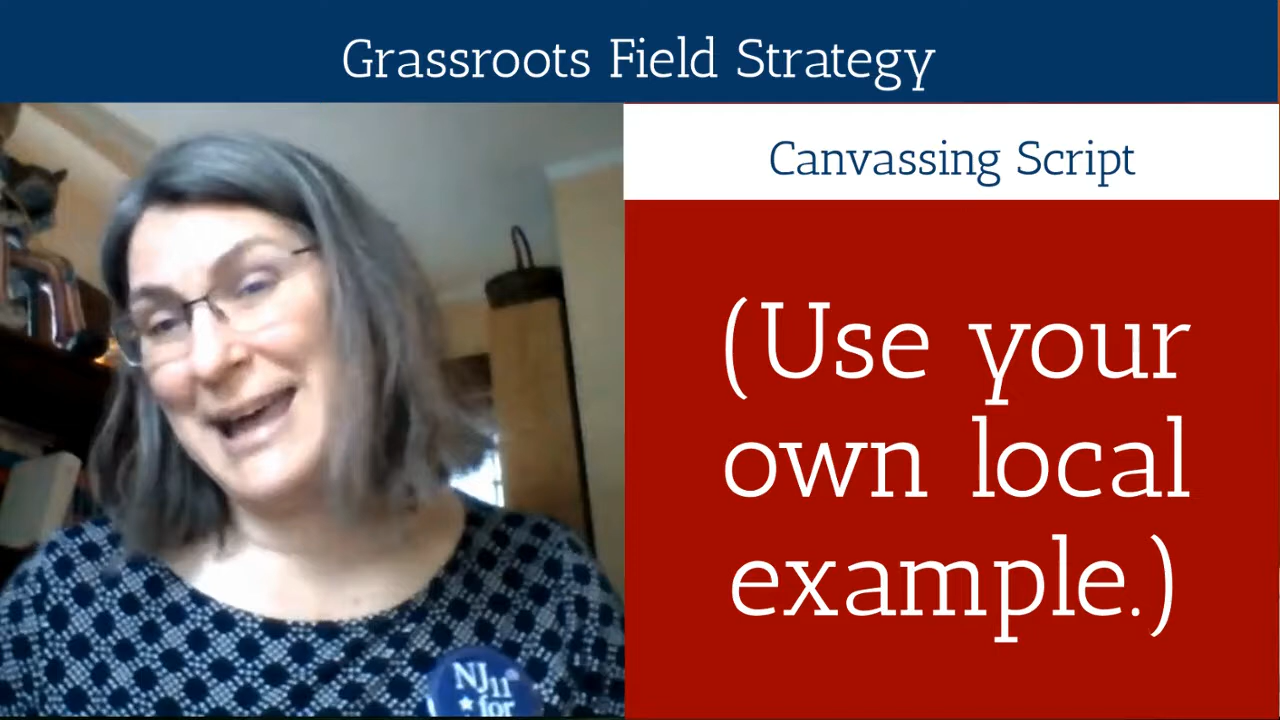 Grassroots Field Strategy
Canvassing Script
(Use your
own local
example.)
NJ11
for